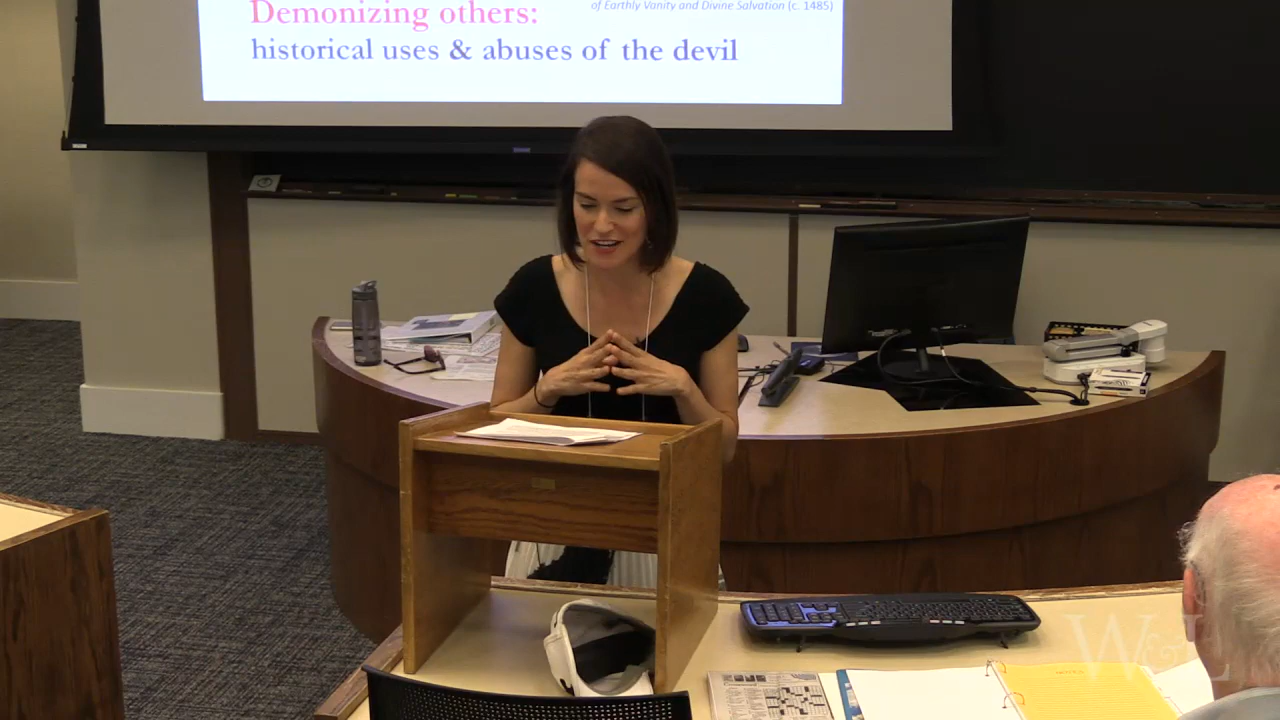 of Earthly Vanity and Divine Salvation (c. 1485)
Demonizing others:
historical uses & abuses of the devil
W&L